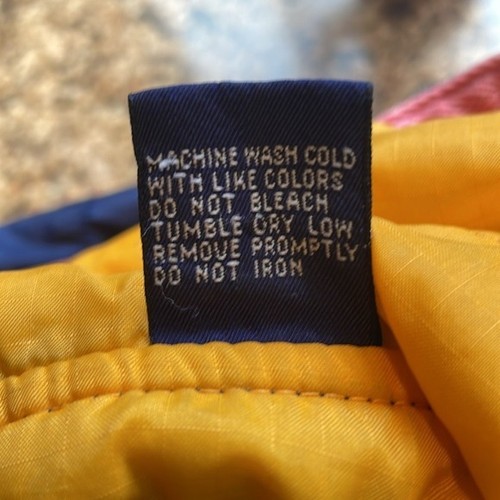 MACHINE WASH COLD
WITH LIKE COLORS
DO NOT BLEACH
TUMBLE DRY LOW
REMOVE PROMPTLY
DO NOT IRON